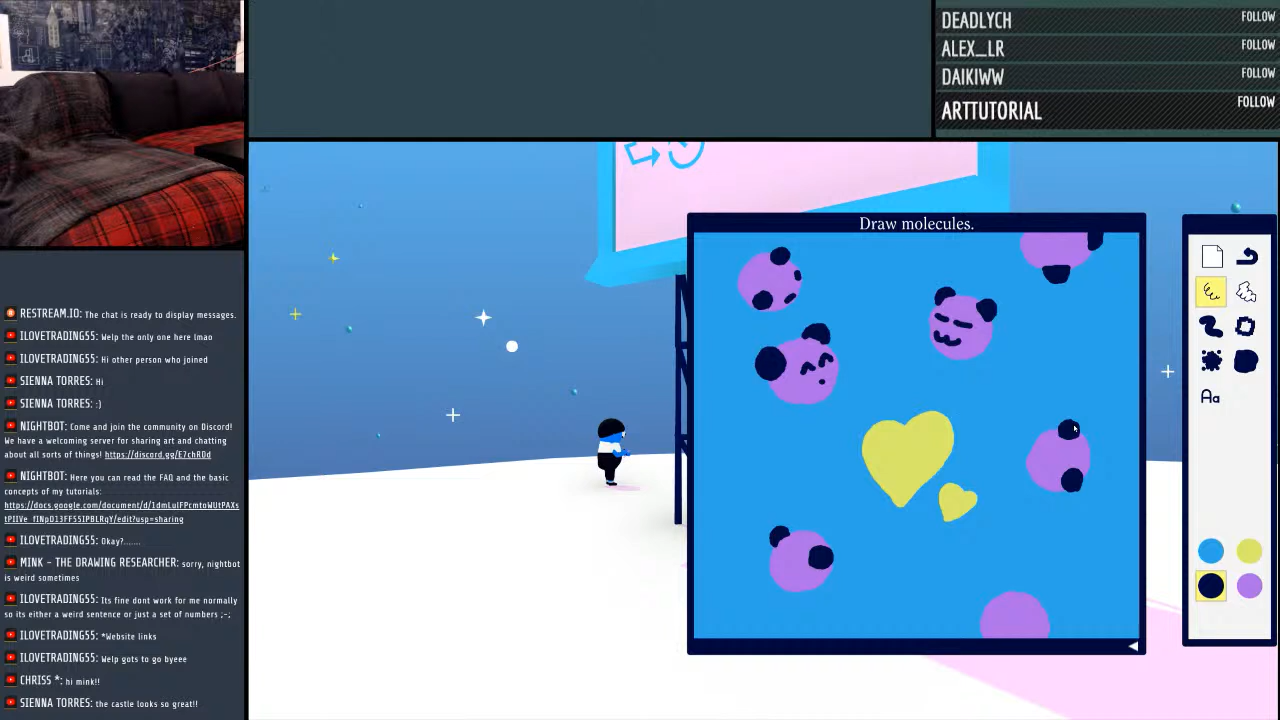 DEADLYCH FOLLOW
ALEX_LR FOLLOW
DAIKIWW FOLLOW
ARTTUTORIAL FOLLOW
Draw molecules.
Aa
RESTREAM.IO: The chat is ready to display messages.
ILOVETRADING55: Welp the only one here lmao
ILOVETRADING55: Hi other person who joined
SIENNA TORRES: Hi
SIENNA TORRES: :)
NIGHTBOT: Come and join the community on Discord!
We have a welcoming server for sharing art and chatting
about all sorts of things! https://discord.gg/E7chRDd
NIGHTBOT: Here you can read the FAQ and the basic
concepts of my tutorials:
ILOVETRADING55: Okay?.......
MINK - THE DRAWING RESEARCHER: sorry, nightbot
is weird sometimes
ILOVETRADING55: Its fine dont work for me normally
so its either a weird sentence or just a set of numbers ;-;
ILOVETRADING55: *Website links
ILOVETRADING55: Welp gots to go byeee
CHRISS *: hi mink!!
SIENNA TORRES: the castle looks so great!!